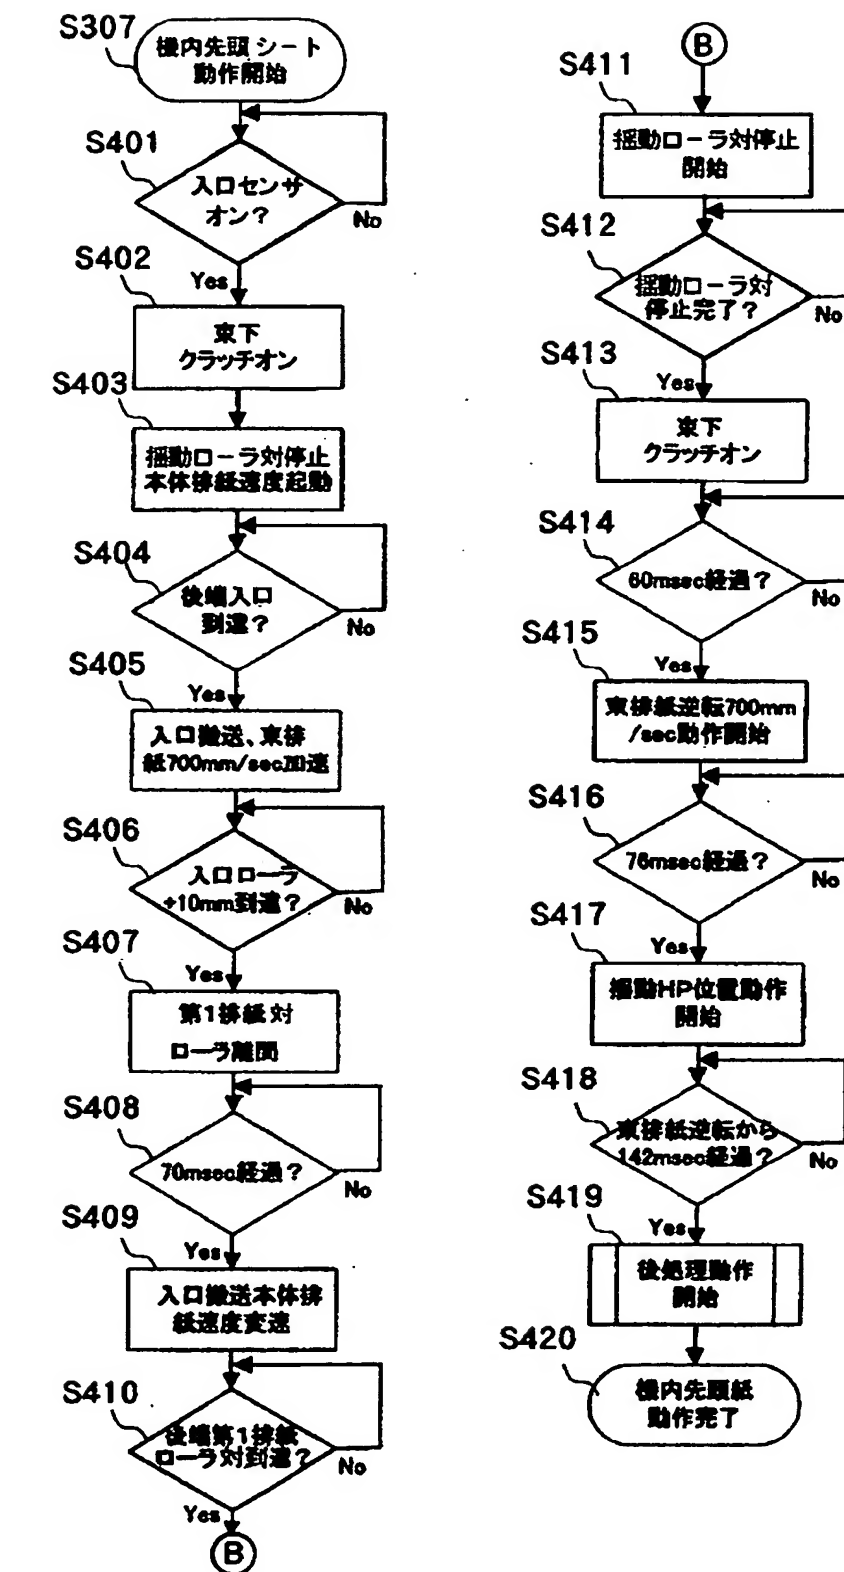 S307
機内先頭 シート
動作開始
S401
入口センサ
オン？
No
Yes
S402
束下
クラッチオン
S403
揺動ローラ対停止
本体排紙速度起動
S404
後端入口
到達？
No
Yes
S405
入口搬送、束排
紙700mm/sec加速
S406
入口ローラ
+10mm到達？
No
Yes
S407
第1排紙対
ローラ離間
S408
70msec経過？
No
Yes
S409
入口搬送本体排
紙速度変速
S410
後端第1排紙
ローラ対到達？
No
Yes
B
B
S411
揺動ローラ対停止
開始
S412
揺動ローラ対
停止完了？
No
Yes
S413
束下
クラッチオン
S414
60msec経過？
No
Yes
S415
束排紙逆転700mm
/sec動作開始
S416
76msec経過？
No
Yes
S417
揺動HP位置動作
開始
S418
束排紙逆転から
142msec経過？
No
Yes
S419
後処理動作
開始
S420
機内先頭紙
動作完了